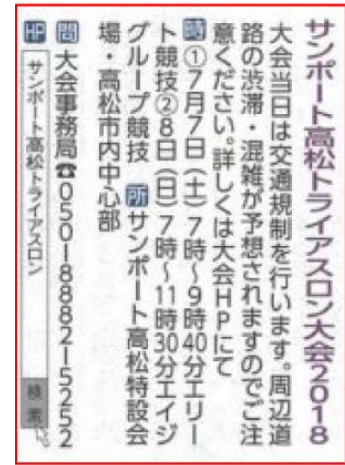 サンポート高松トライアスロン大会2018
大会当日は交通規制を行います。周辺道
路の渋滞・混雑が予想されますのでご注
意ください。詳しくは大会HPにて
時①7月7日(土)7時~9時40分エリー
ト競技②8日(日)7時~11時30分エイジ
グループ競技 所サンポート高松特設会
場・高松市内中心部
問大会事務局☎050-8882-5252
HP サンポート高松トライアスロン 検索